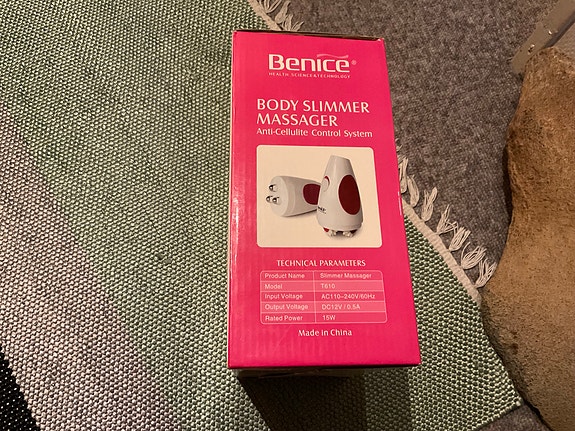 Benice®
HEALTH SCIENCE&TECHNOLOGY
BODY SLIMMER
MASSAGER
Anti-Cellulite Control System
TECHNICAL PARAMETERS
Product Name Slimmer Massager
Model T610
Input Voltage AC110~240V/60Hz
Output Voltage DC12V / 0.5A
Rated Power 15W
Made in China